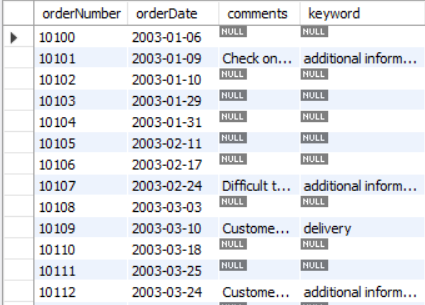 orderNumber orderDate comments keyword
10100 2003-01-06 NULL NULL
10101 2003-01-09 Check on... additional inform...
10102 2003-01-10 NULL NULL
10103 2003-01-29 NULL NULL
10104 2003-01-31 NULL NULL
10105 2003-02-11 NULL NULL
10106 2003-02-17 NULL NULL
10107 2003-02-24 Difficult t... additional inform...
10108 2003-03-03 NULL NULL
10109 2003-03-10 Custome... delivery
10110 2003-03-18 NULL NULL
10111 2003-03-25 NULL NULL
10112 2003-03-24 Custome... additional inform...